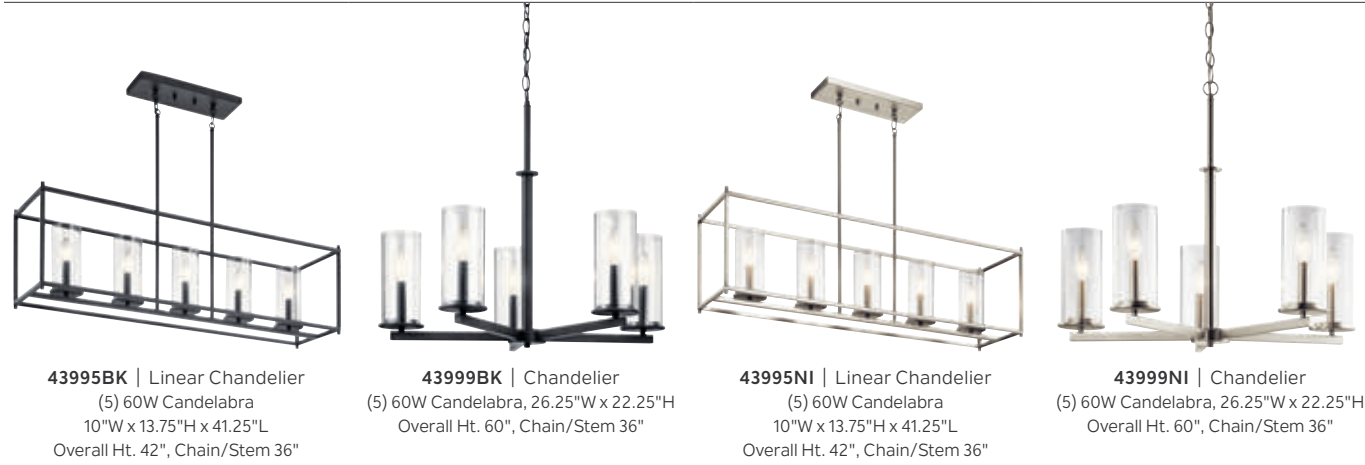 43995BK | Linear Chandelier
(5) 60W Candelabra
10"W x 13.75"H x 41.25"L
Overall Ht. 42", Chain/Stem 36"
43999BK | Chandelier
(5) 60W Candelabra, 26.25"W x 22.25"H
Overall Ht. 60", Chain/Stem 36"
43995NI | Linear Chandelier
(5) 60W Candelabra
10"W x 13.75"H x 41.25"L
Overall Ht. 42", Chain/Stem 36"
43999NI | Chandelier
(5) 60W Candelabra, 26.25"W x 22.25"H
Overall Ht. 60", Chain/Stem 36"